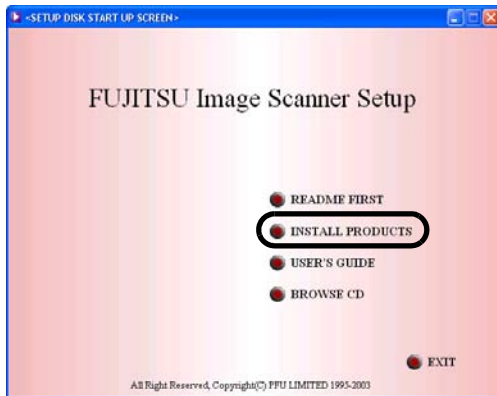 <SETUP DISK START UP SCREEN>
FUJITSU Image Scanner Setup
README FIRST
INSTALL PRODUCTS
USER'S GUIDE
BROWSE CD
EXIT
All Right Reserved, Copyright(C) PFU LIMITED 1995-2003